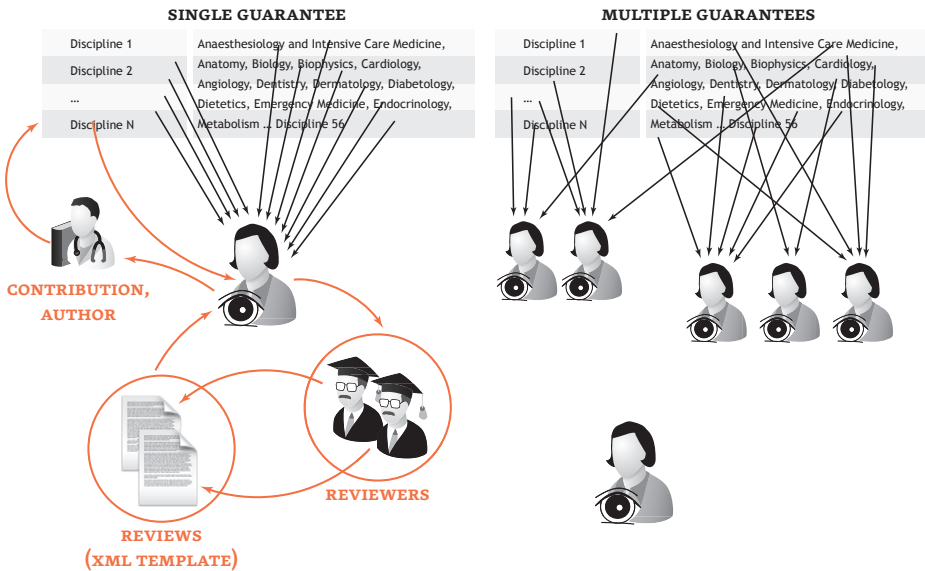 SINGLE GUARANTEE
Discipline 1
Discipline 2
...
Discipline N
Anaesthesiology and Intensive Care Medicine,
Anatomy, Biology, Biophysics, Cardiology,
Angiology, Dentistry, Dermatology, Diabetology,
Dietetics, Emergency Medicine, Endocrinology,
Metabolism ... Discipline 56
CONTRIBUTION,
AUTHOR
REVIEWERS
REVIEWS
(XML TEMPLATE)
MULTIPLE GUARANTEES
Discipline 1
Discipline 2
...
Discipline N
Anaesthesiology and Intensive Care Medicine,
Anatomy, Biology, Biophysics, Cardiology,
Angiology, Dentistry, Dermatology, Diabetology,
Dietetics, Emergency Medicine, Endocrinology,
Metabolism ... Discipline 56